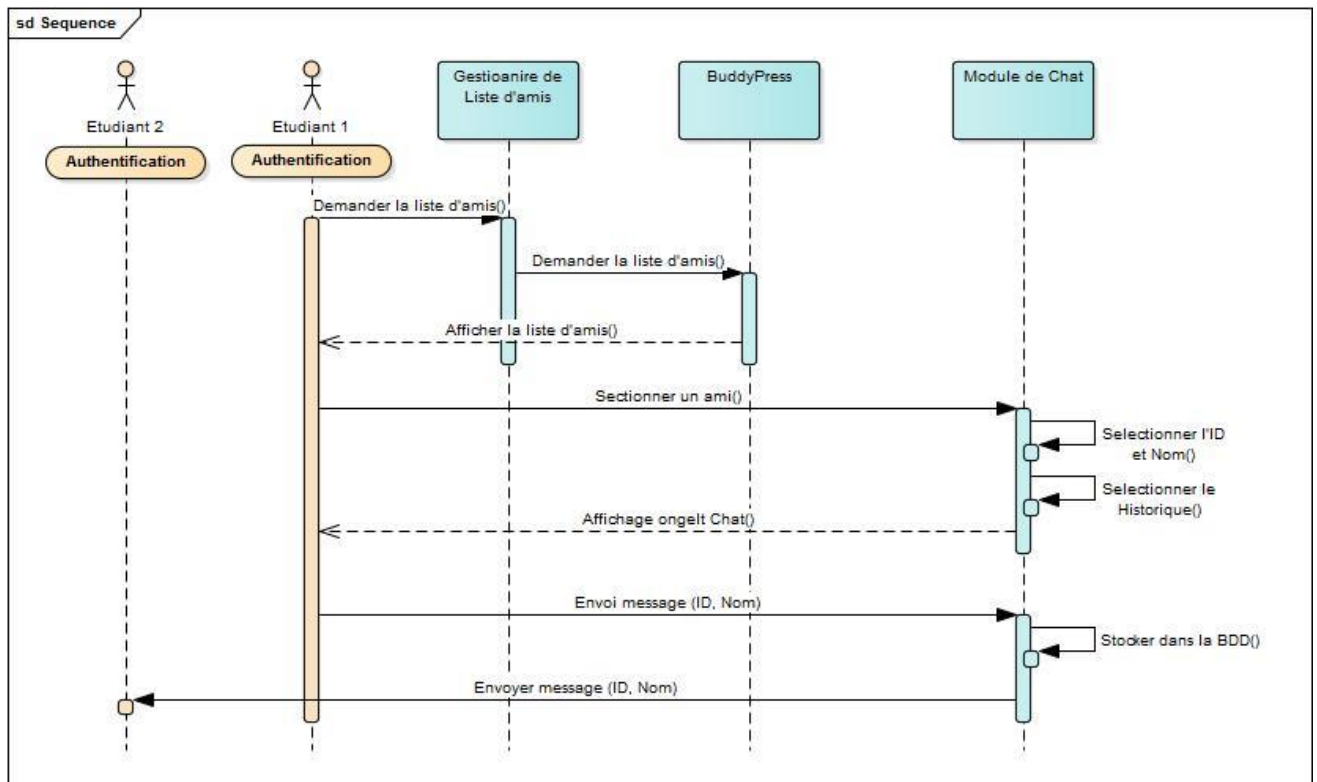 sd Sequence
Etudiant 2
Etudiant 1
Gestioanire de
Liste d'amis
BuddyPress
Module de Chat
Authentification
Authentification
Demander la liste d'amis()
Demander la liste d'amis()
Afficher la liste d'amis()
Sectionner un ami()
Selectionner l'ID
et Nom()
Selectionner le
Historique()
Affichage ongelt Chat()
Envoi message (ID, Nom)
Stocker dans la BDD()
Envoyer message (ID, Nom)